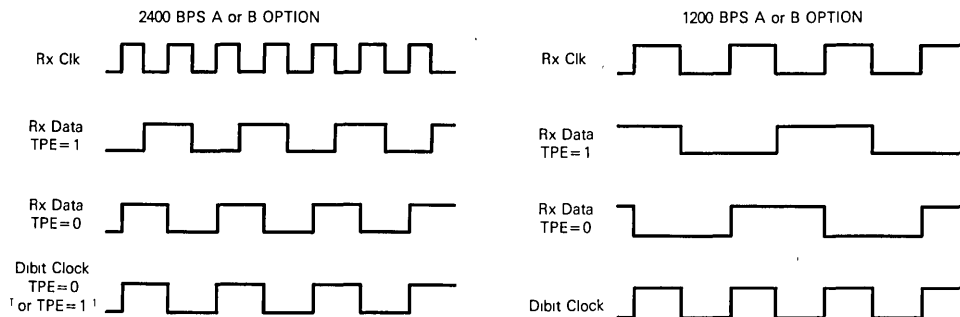 2400 BPS A or B OPTION
Rx Clk
Rx Data
TPE=1
Rx Data
TPE=0
Dibit Clock
TPE=0
or TPE=1
1200 BPS A or B OPTION
Rx Clk
Rx Data
TPE=1
Rx Data
TPE=0
Dibit Clock